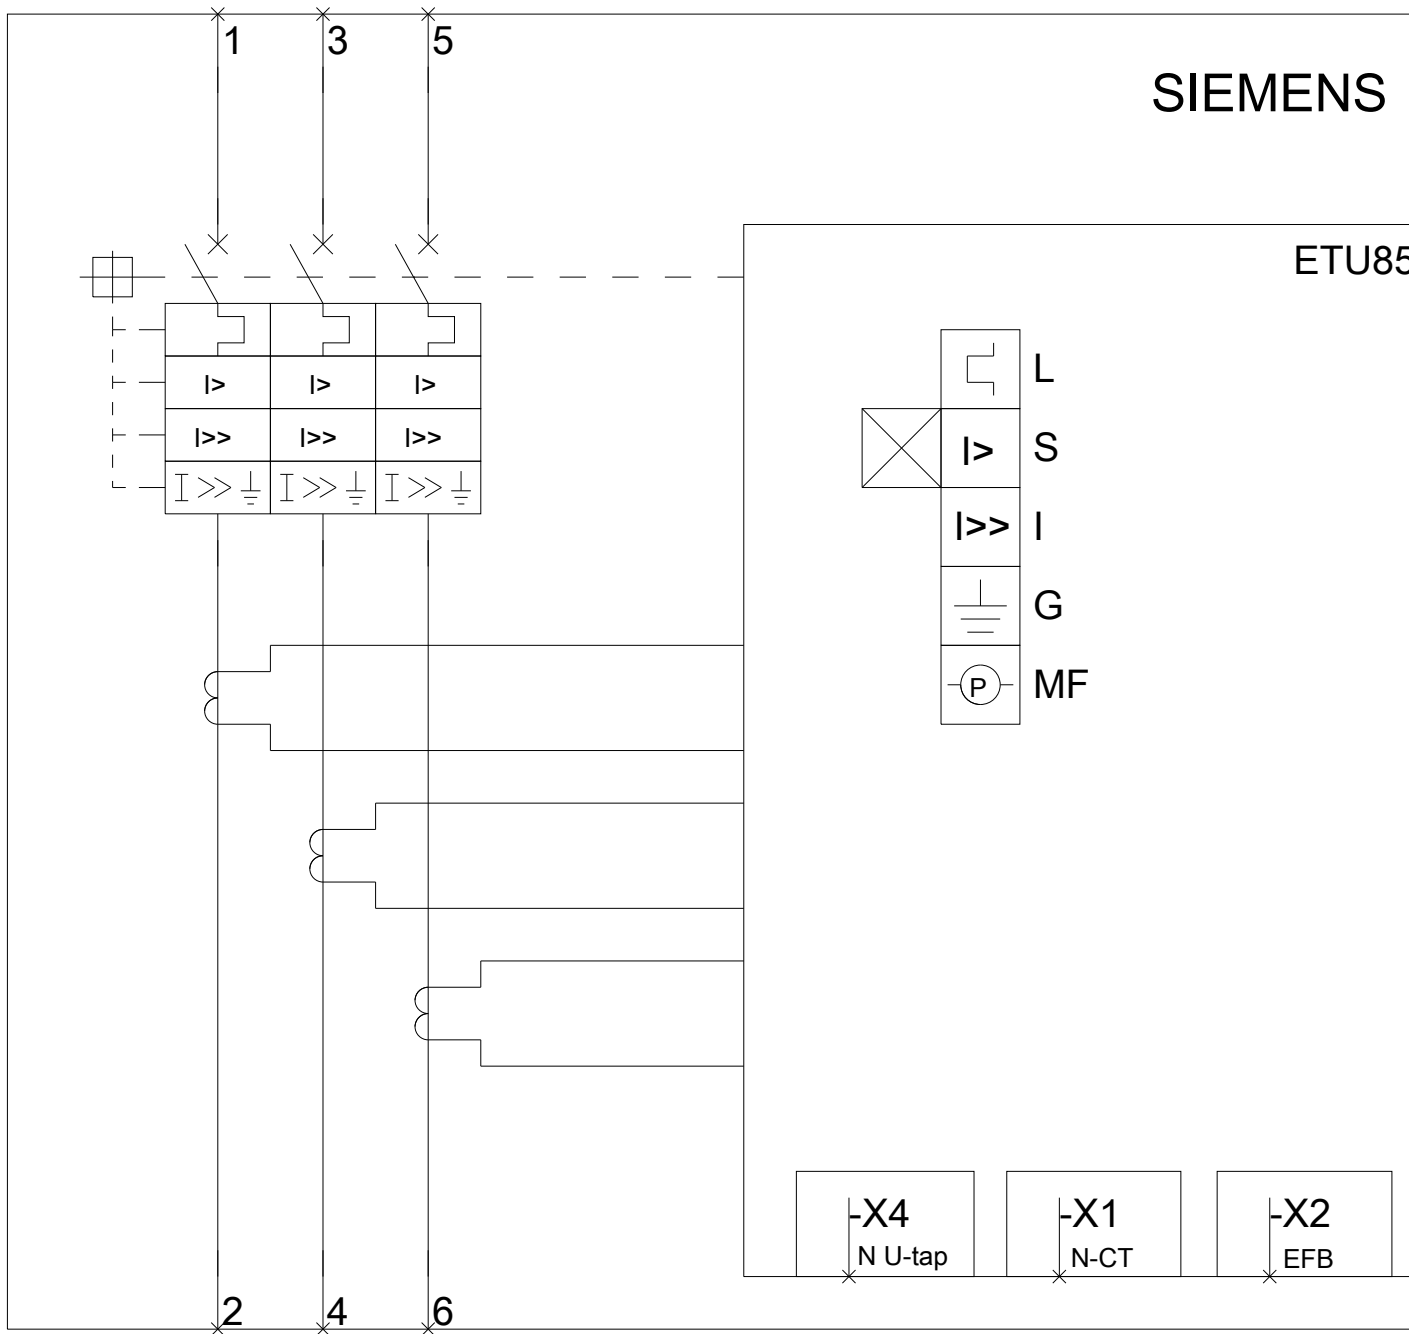 1 3 5
SIEMENS
ETU85
L
I> I> I> I> S
I>> I>> I>> I>> I
I >> I >> I >>
G
P MF
-X4 -X1 -X2
N U-tap N-CT EFB
2 4 6